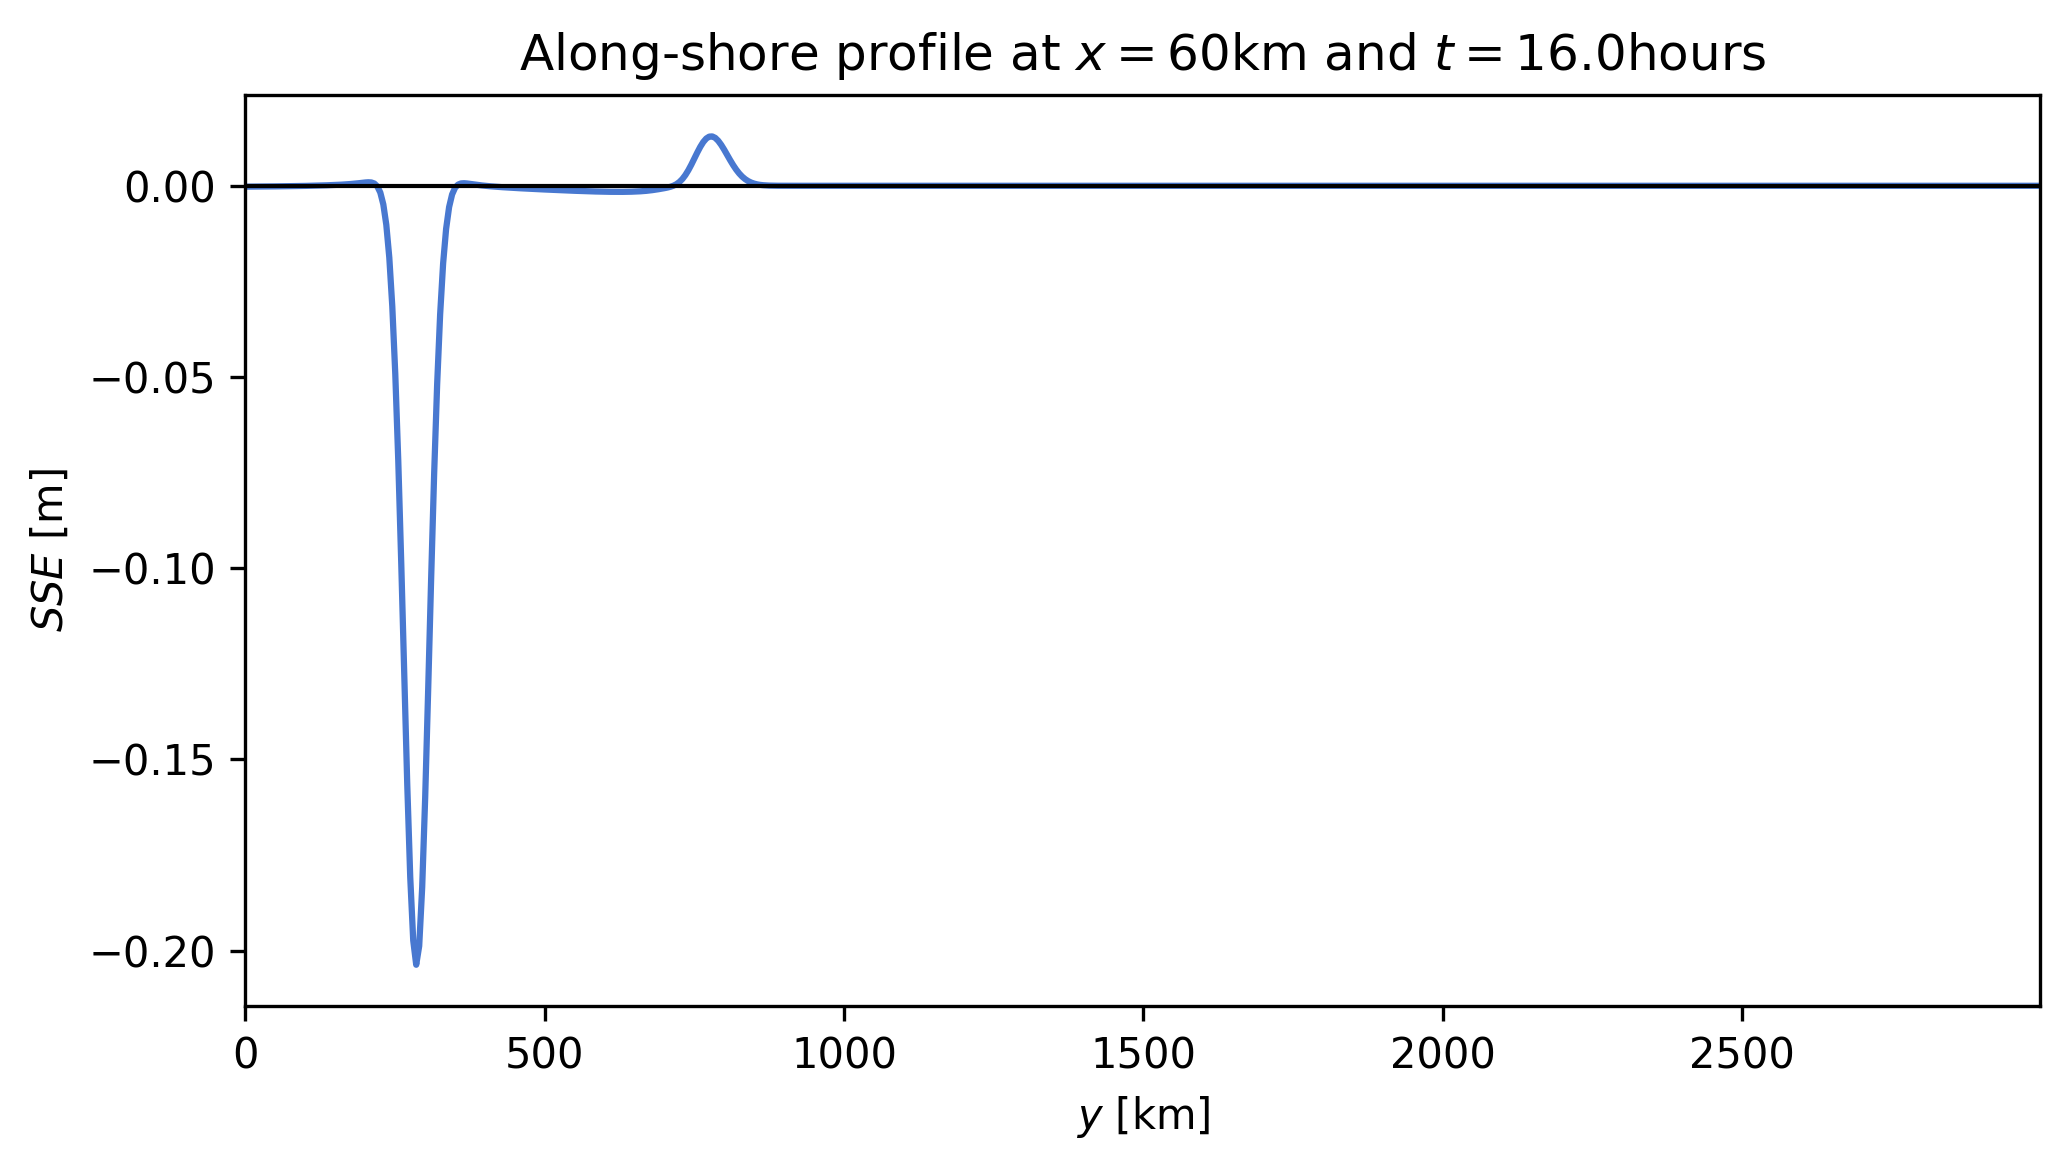 Along-shore profile at x = 60km and t = 16.0hours
0.00
−0.05
−0.10
−0.15
−0.20
SSE [m]
0 500 1000 1500 2000 2500
y [km]